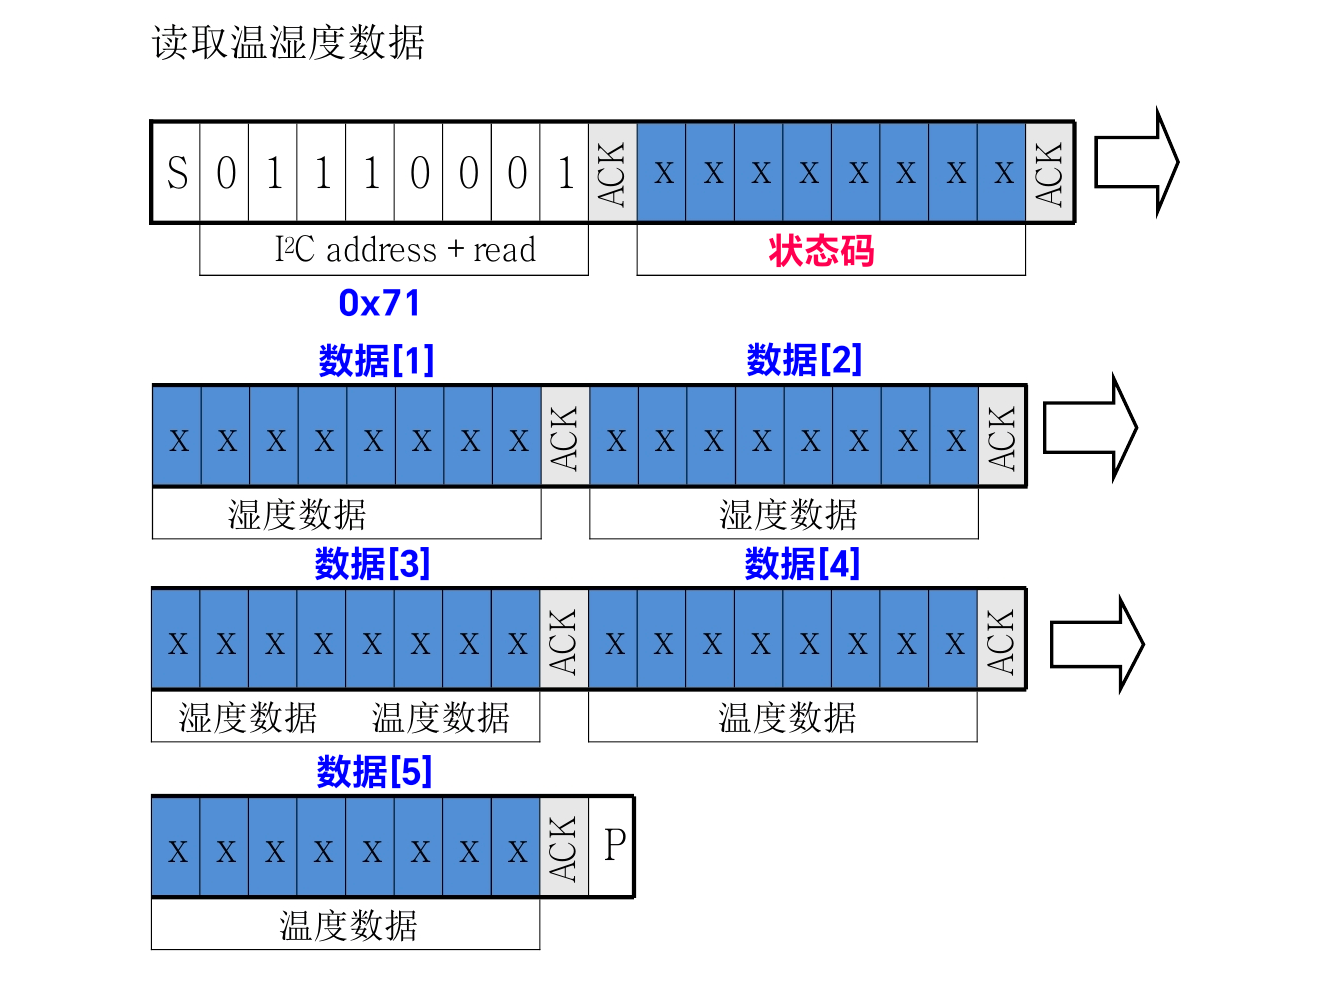 读取温湿度数据
S 0 1 1 1 0 0 0 1 ACK X X X X X X X X ACK
I²C address + read 状态码
0x71
数据[1] 数据[2]
X X X X X X X X ACK X X X X X X X X ACK
湿度数据 湿度数据
数据[3] 数据[4]
X X X X X X X X ACK X X X X X X X X ACK
湿度数据 温度数据 温度数据
数据[5]
X X X X X X X X ACK P
温度数据